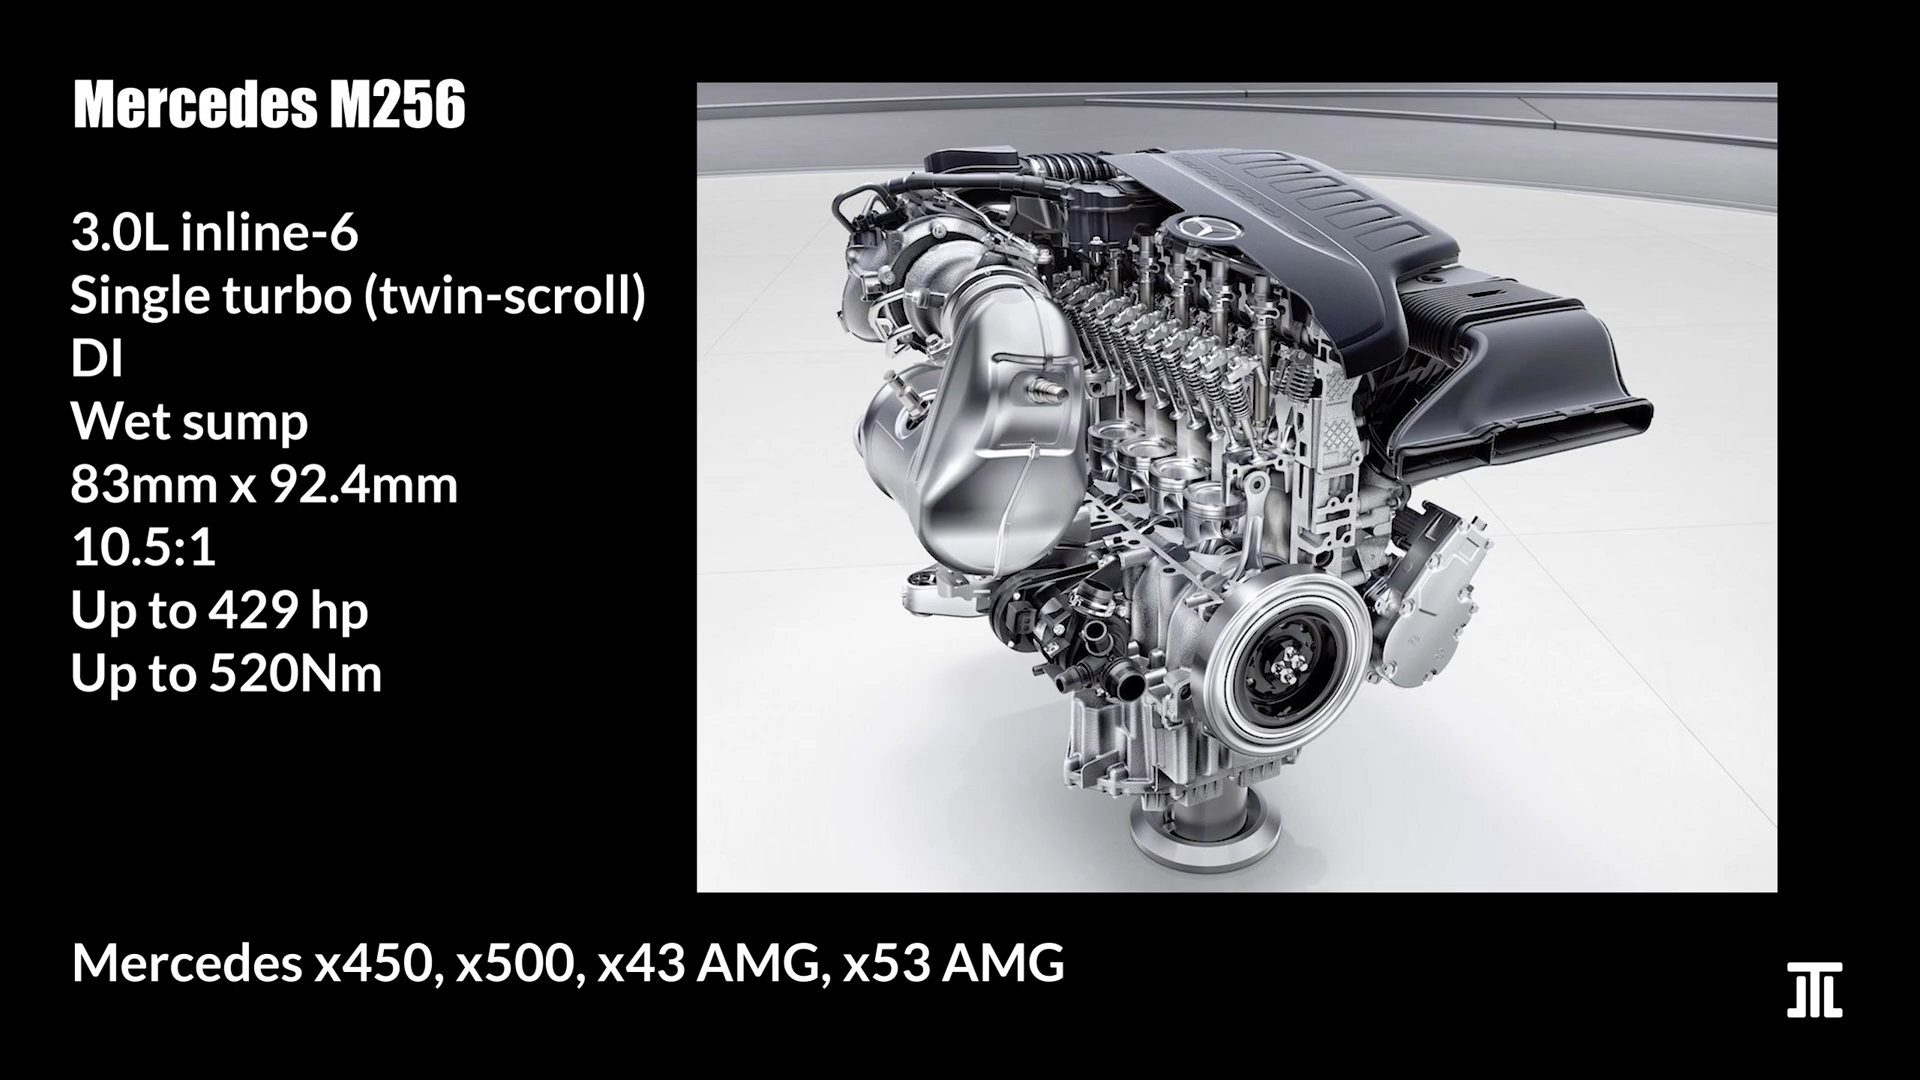 Mercedes M256
3.0L inline-6
Single turbo (twin-scroll)
DI
Wet sump
83mm x 92.4mm
10.5:1
Up to 429 hp
Up to 520Nm
Mercedes x450, x500, x43 AMG, x53 AMG